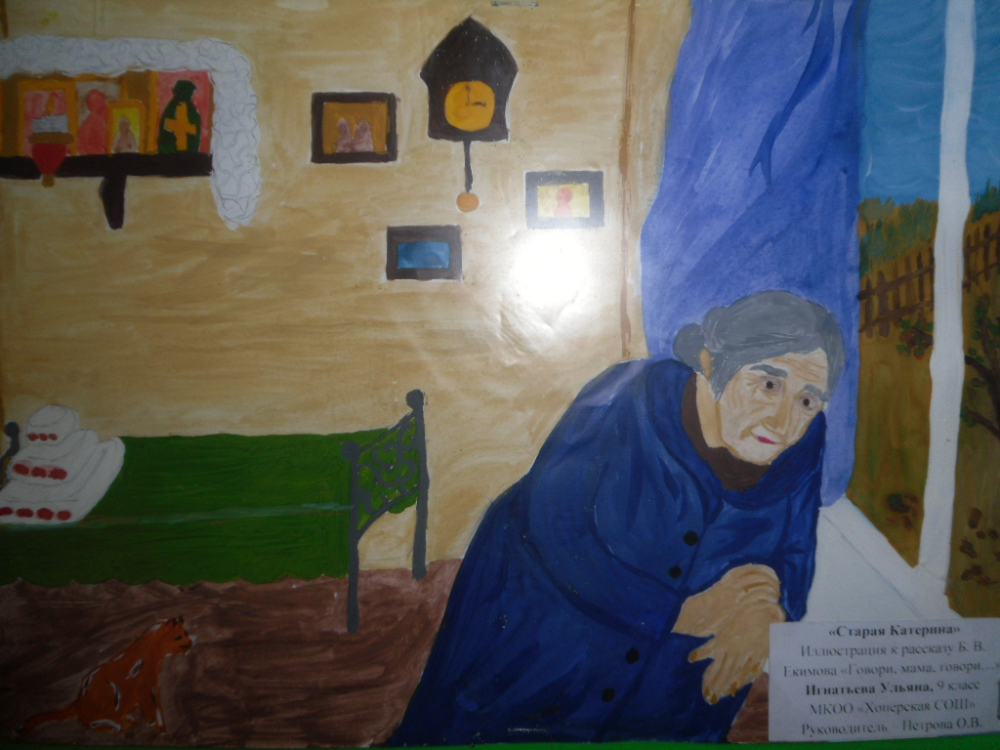 «Старая Катерина»
Иллюстрация к рассказу Б. В.
Екимова «Говори, мама, говори…»
Игнатьева Ульяна, 9 класс
МКОО «Хоперская СОШ»
Руководитель – Петрова О.В.